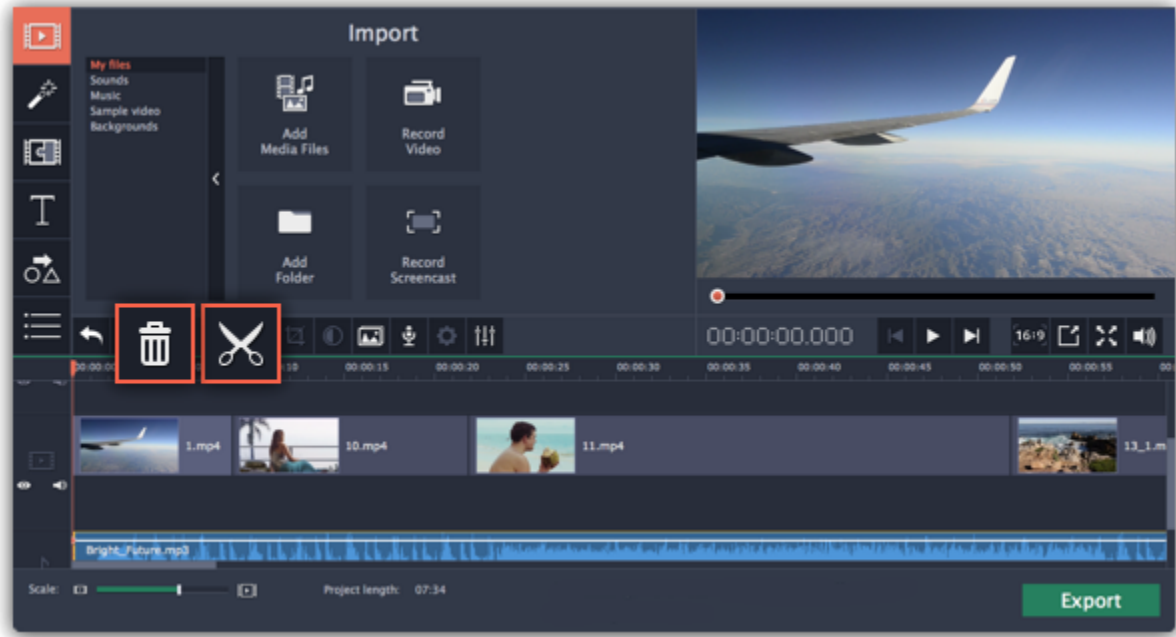 Import
My files
Sounds
Music
Sample video
Backgrounds
Add
Media Files
Record
Video
Add
Folder
Record
Screencast
T
00:00:00.000
16:9
00:00:15
00:00:20
00:00:25
00:00:30
00:00:35
00:00:40
00:00:45
00:00:50
00:00:55
1.mp4
10.mp4
11.mp4
13_1.m
Bright_Future.mp3
Scale:
Project length: 07:34
Export